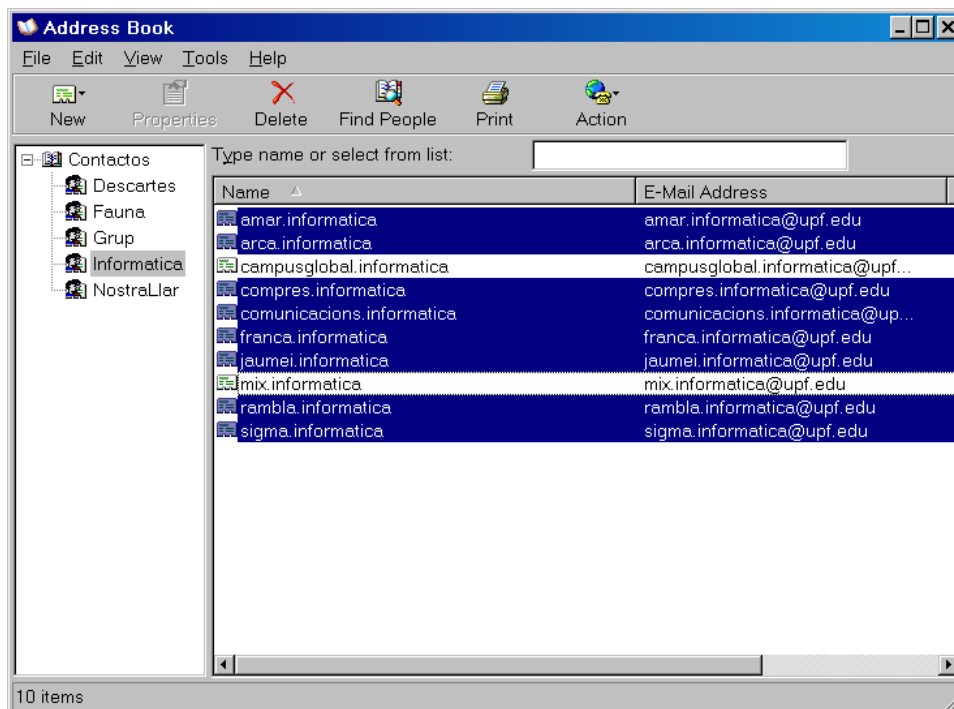 Address Book
File Edit View Tools Help
New Properties Delete Find People Print Action
Type name or select from list:
Contactos
Descartes
Fauna
Grup
Informatica
NostraLlar
Name E-Mail Address
amar.informatica amar.informatica@upf.edu
arca.informatica arca.informatica@upf.edu
campusglobal.informatica campusglobal.informatica@upf...
compres.informatica compres.informatica@upf.edu
comunicacions.informatica comunicacions.informatica@up...
franca.informatica franca.informatica@upf.edu
jaumei.informatica jaumei.informatica@upf.edu
mix.informatica mix.informatica@upf.edu
rambla.informatica rambla.informatica@upf.edu
sigma.informatica sigma.informatica@upf.edu
10 items